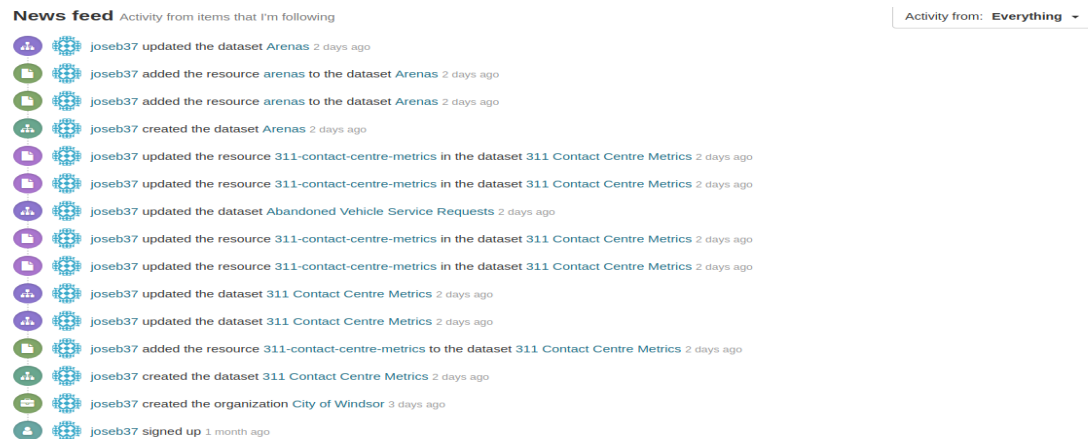 News feed Activity from items that I'm following Activity from: Everything
joseb37 updated the dataset Arenas 2 days ago
joseb37 added the resource arenas to the dataset Arenas 2 days ago
joseb37 added the resource arenas to the dataset Arenas 2 days ago
joseb37 created the dataset Arenas 2 days ago
joseb37 updated the resource 311-contact-centre-metrics in the dataset 311 Contact Centre Metrics 2 days ago
joseb37 updated the resource 311-contact-centre-metrics in the dataset 311 Contact Centre Metrics 2 days ago
joseb37 updated the dataset Abandoned Vehicle Service Requests 2 days ago
joseb37 updated the resource 311-contact-centre-metrics in the dataset 311 Contact Centre Metrics 2 days ago
joseb37 updated the resource 311-contact-centre-metrics in the dataset 311 Contact Centre Metrics 2 days ago
joseb37 updated the dataset 311 Contact Centre Metrics 2 days ago
joseb37 updated the dataset 311 Contact Centre Metrics 2 days ago
joseb37 added the resource 311-contact-centre-metrics to the dataset 311 Contact Centre Metrics 2 days ago
joseb37 created the dataset 311 Contact Centre Metrics 2 days ago
joseb37 created the organization City of Windsor 3 days ago
joseb37 signed up 1 month ago